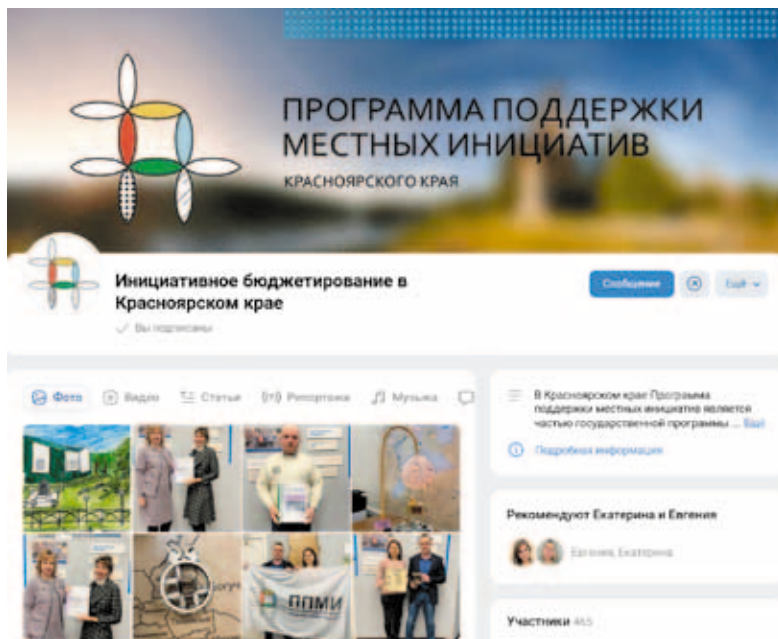 ПРОГРАММА ПОДДЕРЖКИ
МЕСТНЫХ ИНИЦИАТИВ
КРАСНОЯРСКОГО КРАЯ
Инициативное бюджетирование в
Красноярском крае
Вы подписаны
Сообщение
Ещё
Фото
Видео
Статьи
Репортажи
Музыка
В Красноярском крае Программа
поддержки местных инициатив является
частью государственной программы ... Ещё
Подробная информация
Рекомендуют Екатерина и Евгения
Евгения, Екатерина
Участники 465
ППМИ